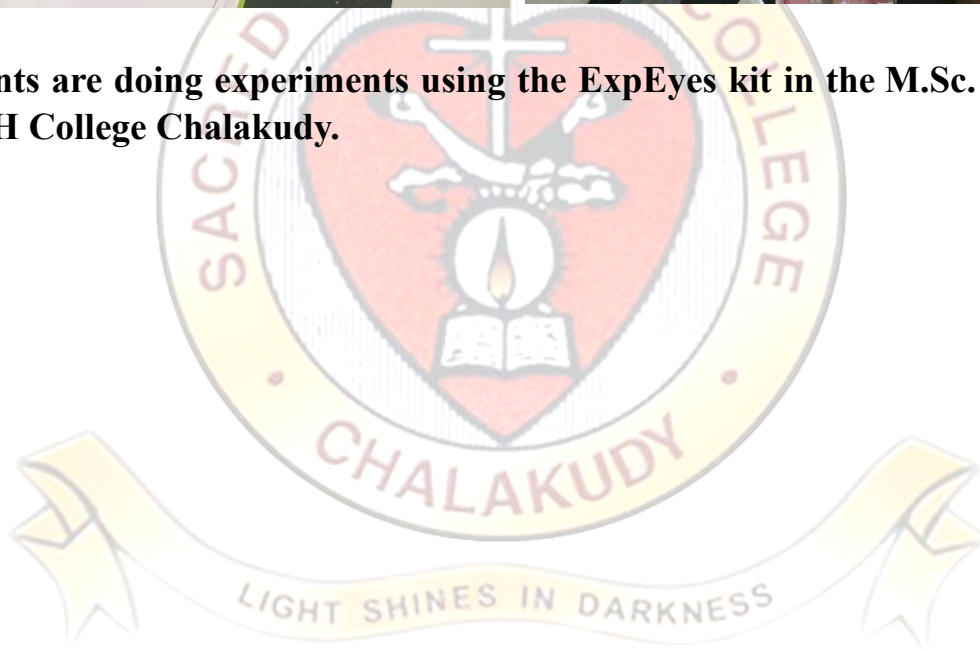 nts are doing experiments using the ExpEyes kit in the M.Sc.
H College Chalakudy.
SACRED
COLLEGE
CHALAKUDY
LIGHT SHINES IN DARKNESS